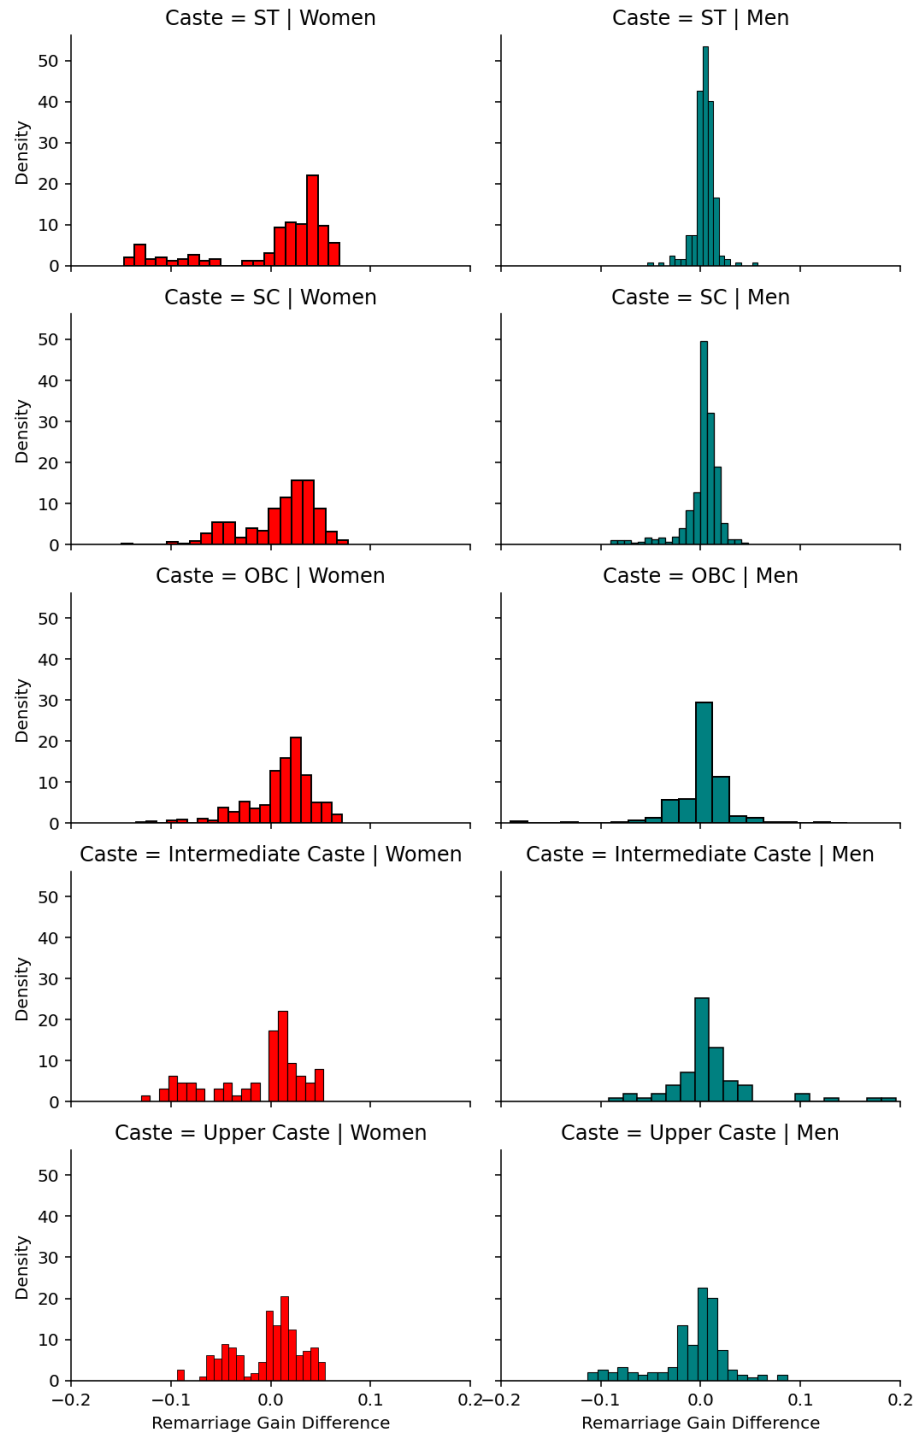 Caste = ST | Women
Caste = ST | Men
50
40
30
20
10
0
Density
Caste = SC | Women
Caste = SC | Men
50
40
30
20
10
0
Density
Caste = OBC | Women
Caste = OBC | Men
50
40
30
20
10
0
Density
Caste = Intermediate Caste | Women
Caste = Intermediate Caste | Men
50
40
30
20
10
0
Density
Caste = Upper Caste | Women
Caste = Upper Caste | Men
50
40
30
20
10
0
Density
−0.2 −0.1 0.0 0.1 0.2
−0.2 −0.1 0.0 0.1 0.2
Remarriage Gain Difference
Remarriage Gain Difference